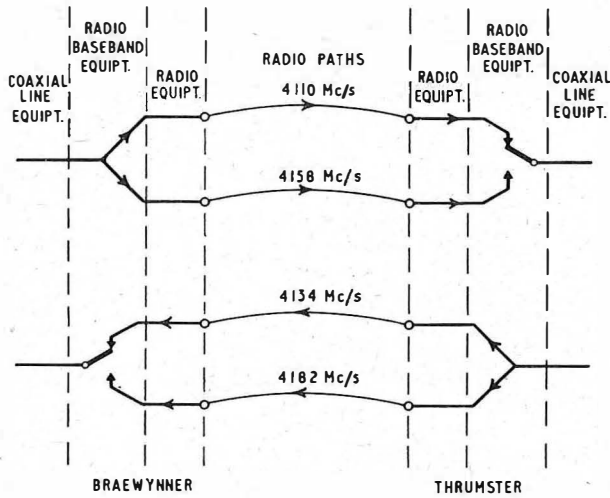 COAXIAL
LINE
EQUIPT.
RADIO
BASEBAND
EQUIPT.
RADIO
EQUIPT.
RADIO PATHS
RADIO
EQUIPT.
RADIO
BASEBAND
EQUIPT.
COAXIAL
LINE
EQUIPT.
4110 Mc/s
4158 Mc/s
4134 Mc/s
4182 Mc/s
BRAEWYNNER
THRUMSTER